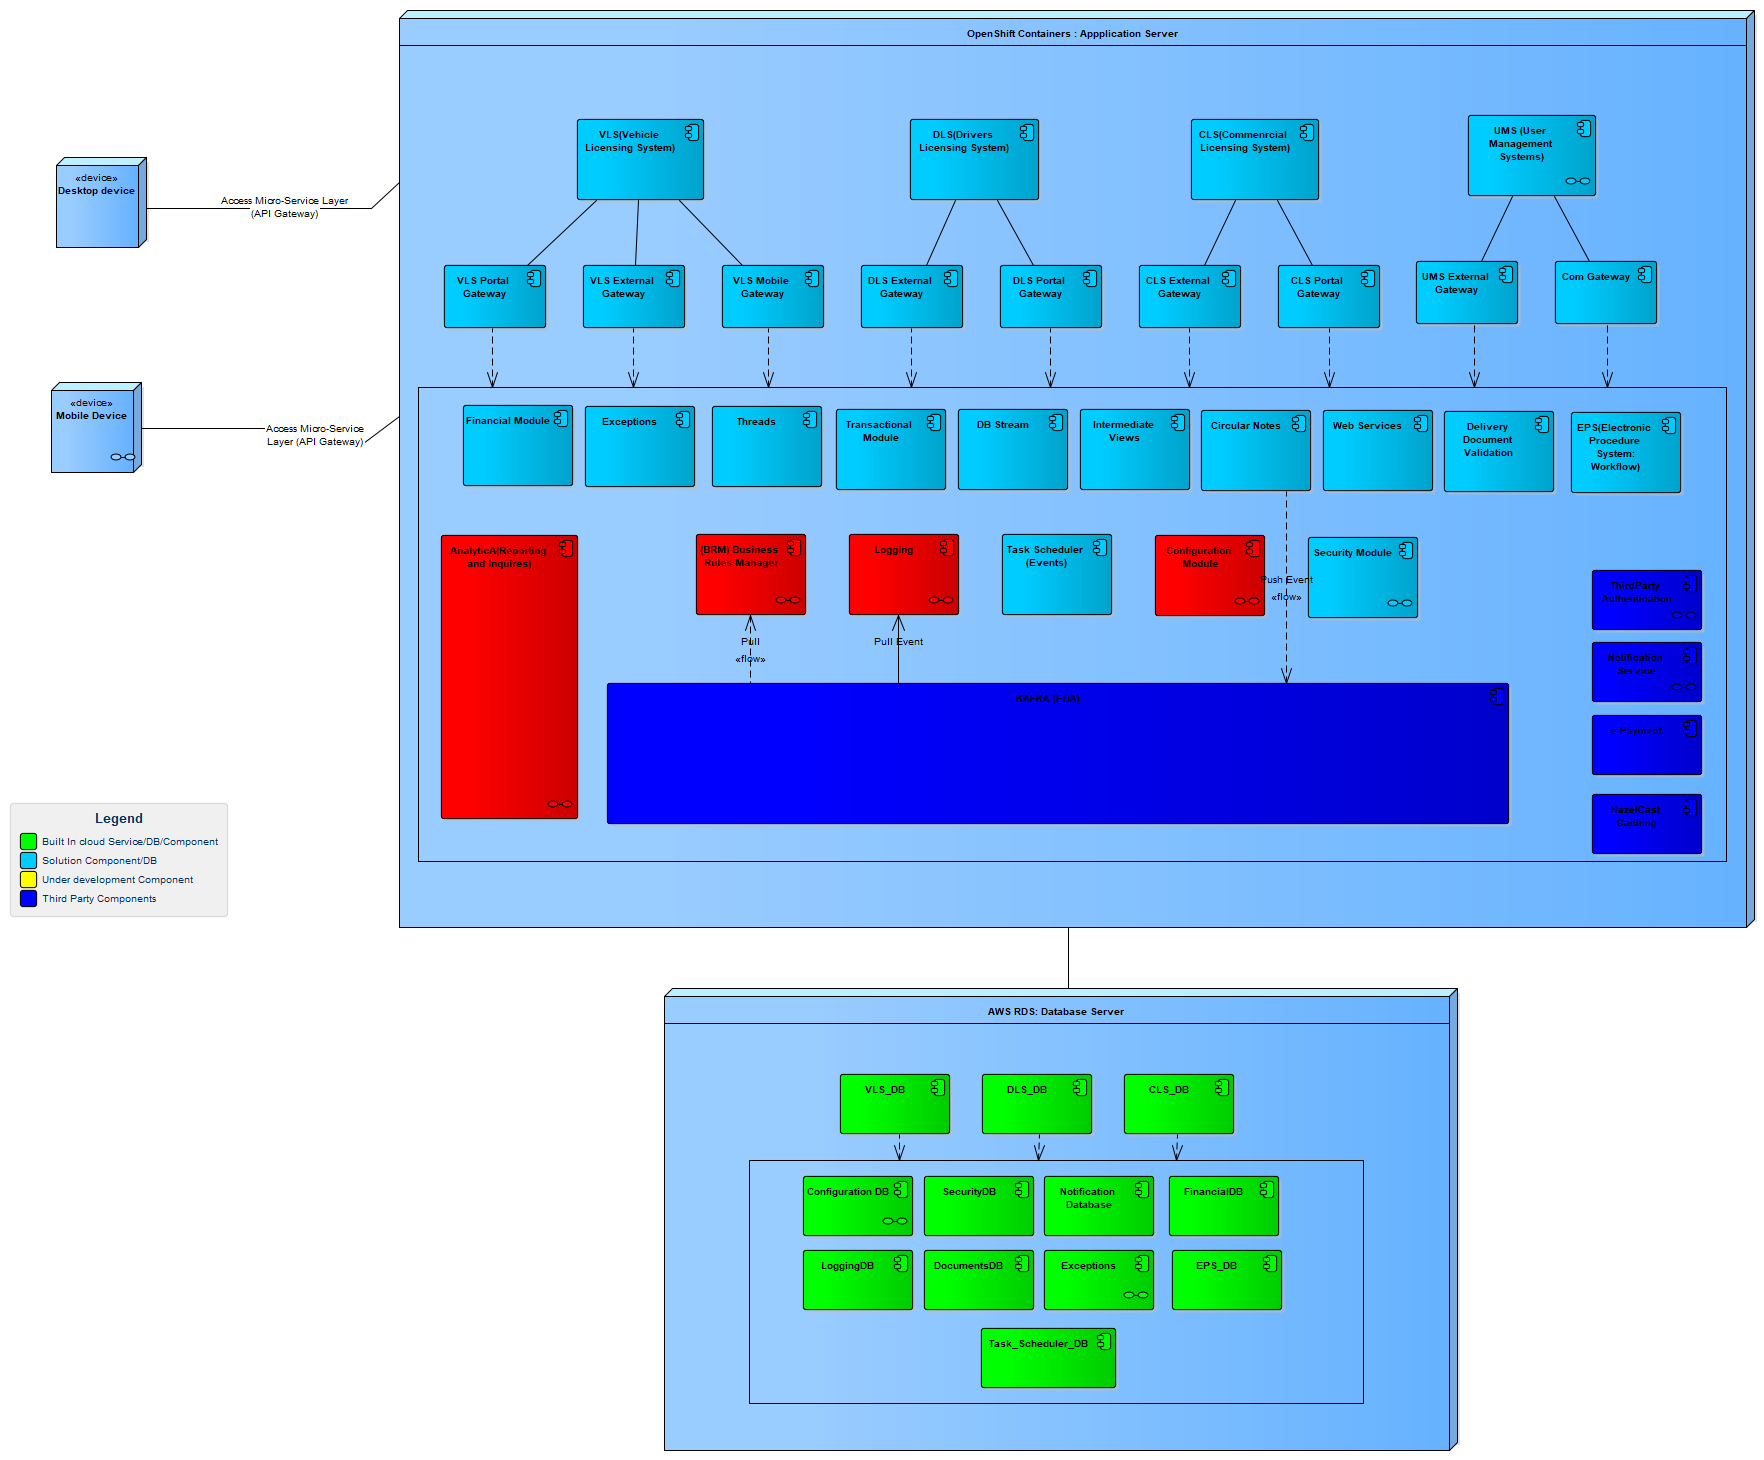 OpenShift Containers : Appplication Server
VLS(Vehicle
Licensing System)
DLS(Drivers
Licensing System)
CLS(Commenrcial
Licensing System)
UMS (User
Management
Systems)
«device»
Desktop device
Access Micro-Service Layer
(API Gateway)
VLS Portal
Gateway
VLS External
Gateway
VLS Mobile
Gateway
DLS External
Gateway
DLS Portal
Gateway
CLS External
Gateway
CLS Portal
Gateway
UMS External
Gateway
Com Gateway
«device»
Mobile Device
Access Micro-Service
Layer (API Gateway)
Financial Module
Exceptions
Threads
Transactional
Module
DB Stream
Intermediate
Views
Circular Notes
Web Services
Delivery
Document
Validation
EPS(Electronic
Procedure
System:
Workflow)
AnalyticA(Reporting
and Inquires)
(BRM) Business
Rules Manager
Logging
Task Scheduler
(Events)
Configuration
Module
Push Event
«flow»
Security Module
ThirdParty
Authentication
Pull
«flow»
Pull Event
Notification
Service
KAFKA (EDA)
e-Payment
HazelCast
Caching
Legend
Built In cloud Service/DB/Component
Solution Component/DB
Under development Component
Third Party Components
AWS RDS: Database Server
VLS_DB
DLS_DB
CLS_DB
Configuration DB
SecurityDB
Notification
Database
FinancialDB
LoggingDB
DocumentsDB
Exceptions
EPS_DB
Task_Scheduler_DB